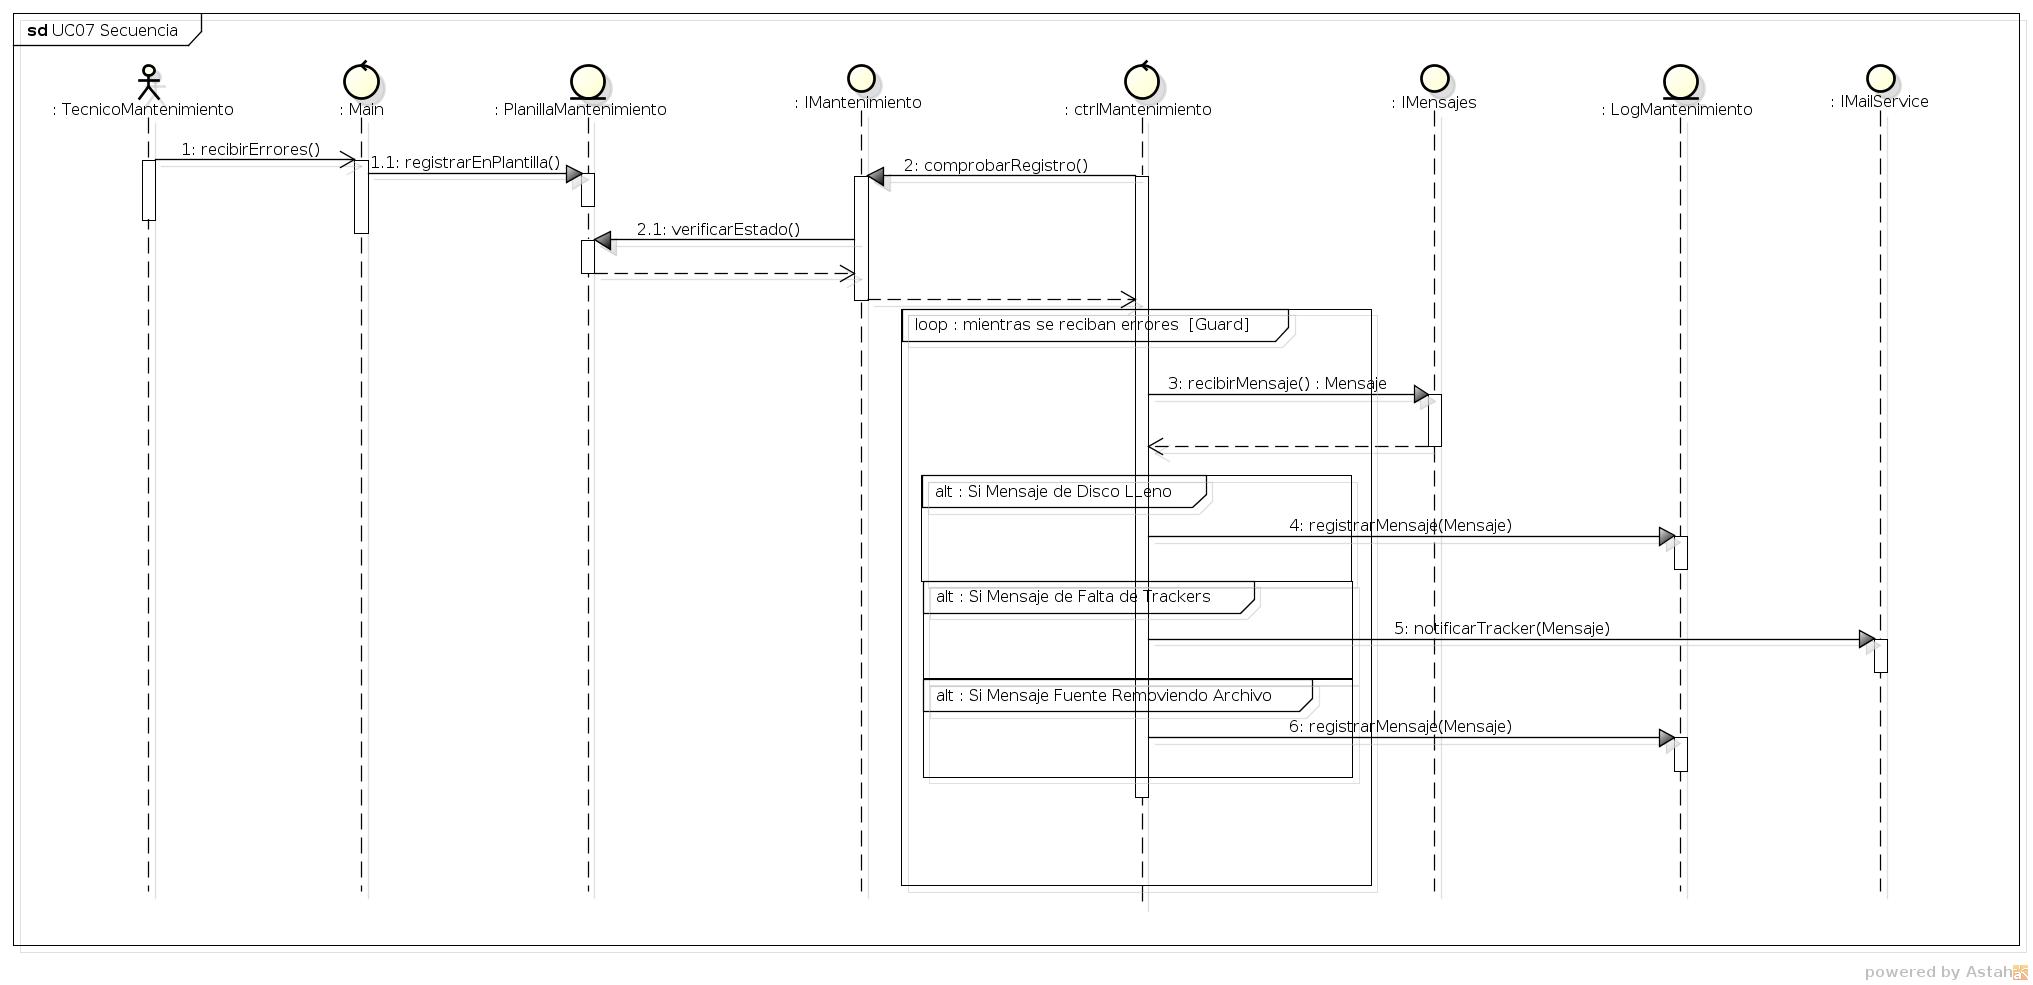 sd UC07 Secuencia
: TecnicoMantenimiento
: Main
: PlanillaMantenimiento
: IMantenimiento
: ctrlMantenimiento
: IMensajes
: LogMantenimiento
: IMailService
1: recibirErrores()
1.1: registrarEnPlantilla()
2: comprobarRegistro()
2.1: verificarEstado()
loop : mientras se reciban errores [Guard]
3: recibirMensaje() : Mensaje
alt : Si Mensaje de Disco LLeno
4: registrarMensaje(Mensaje)
alt : Si Mensaje de Falta de Trackers
5: notificarTracker(Mensaje)
alt : Si Mensaje Fuente Removiendo Archivo
6: registrarMensaje(Mensaje)
powered by Astah